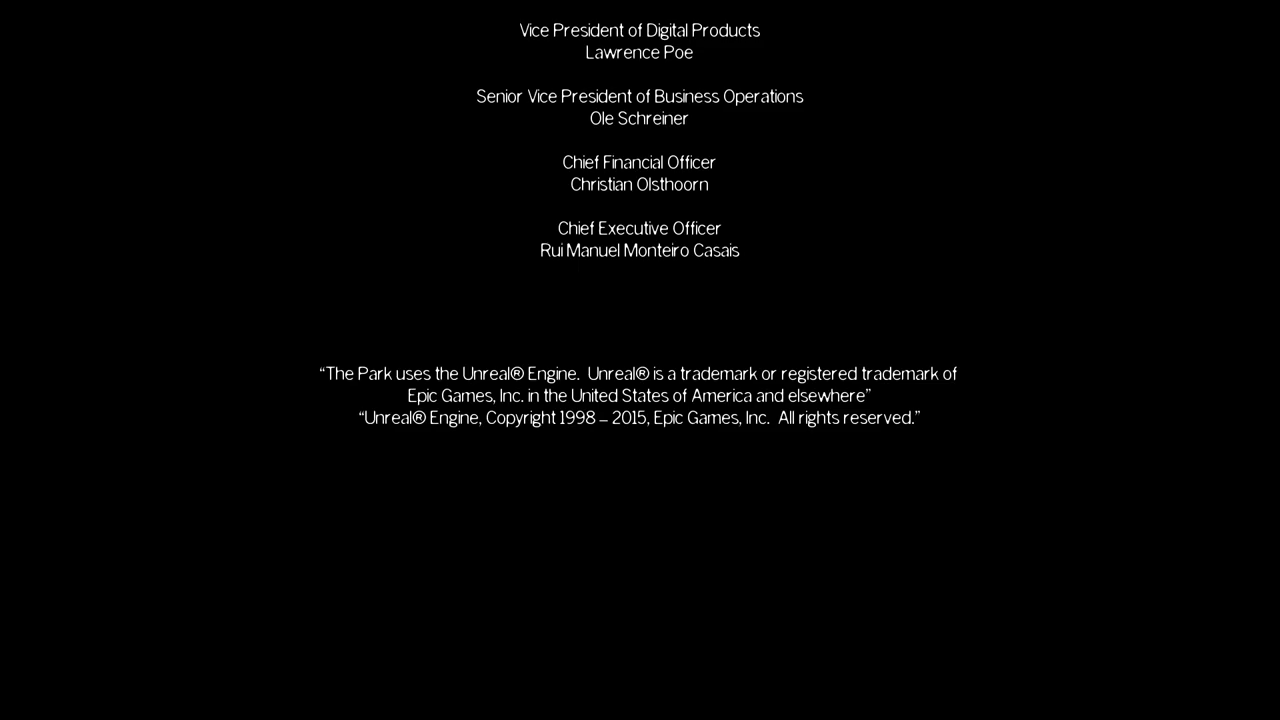 Vice President of Digital Products
Lawrence Poe
Senior Vice President of Business Operations
Ole Schreiner
Chief Financial Officer
Christian Olsthoorn
Chief Executive Officer
Rui Manuel Monteiro Casais
“The Park uses the Unreal® Engine.  Unreal® is a trademark or registered trademark of
Epic Games, Inc. in the United States of America and elsewhere”
“Unreal® Engine, Copyright 1998 – 2015, Epic Games, Inc.  All rights reserved.”